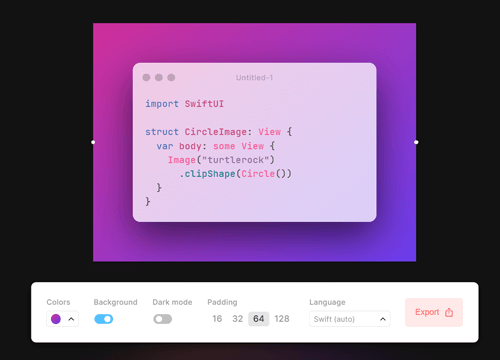 Untitled-1
import SwiftUI
struct CircleImage: View {
  var body: some View {
    Image("turtlerock")
      .clipShape(Circle())
  }
}
Colors Background Dark mode Padding Language
16 32 64 128 Swift (auto) Export